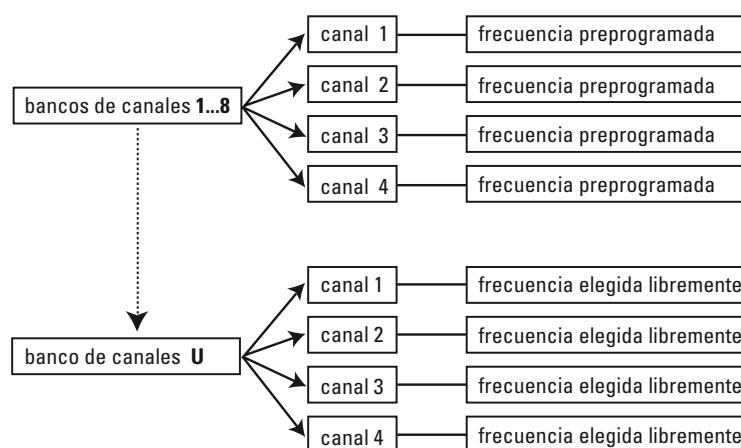 canal 1 frecuencia preprogramada
canal 2 frecuencia preprogramada
bancos de canales 1...8
canal 3 frecuencia preprogramada
canal 4 frecuencia preprogramada
canal 1 frecuencia elegida libremente
canal 2 frecuencia elegida libremente
banco de canales U
canal 3 frecuencia elegida libremente
canal 4 frecuencia elegida libremente